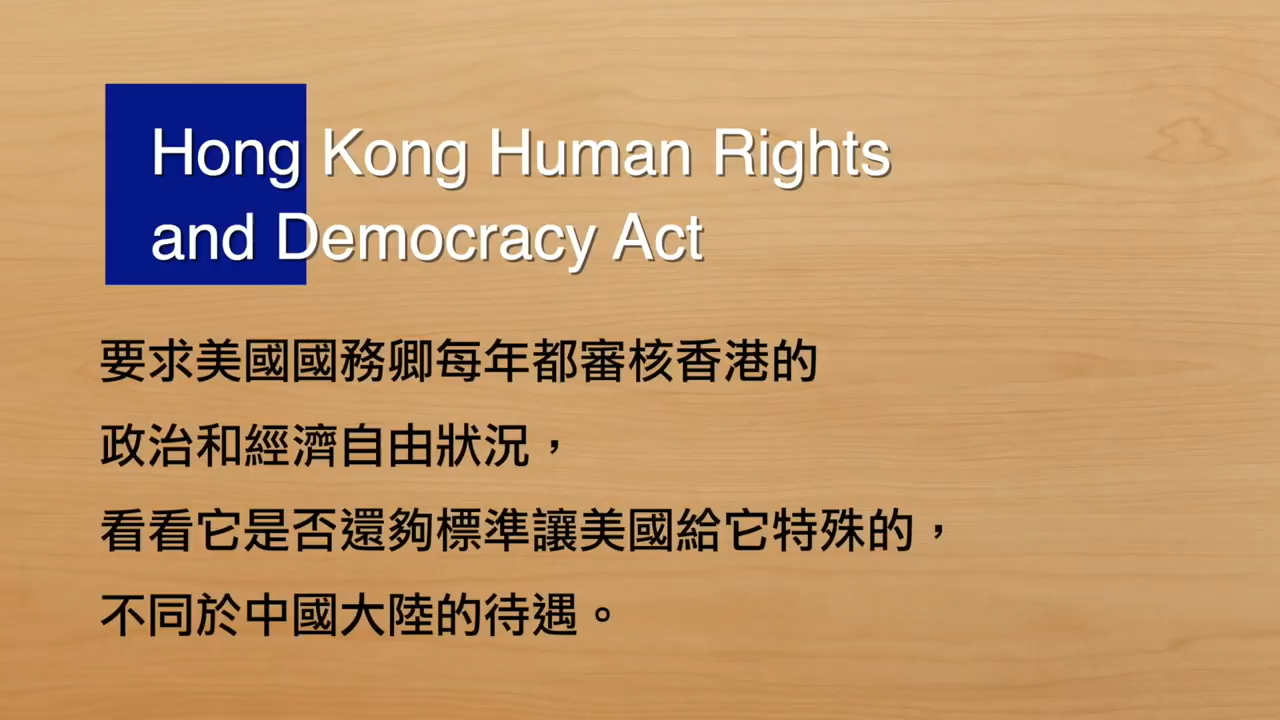 Hong Kong Human Rights
and Democracy Act
要求美國國務卿每年都審核香港的
政治和經濟自由狀況，
看看它是否還夠標準讓美國給它特殊的，
不同於中國大陸的待遇。